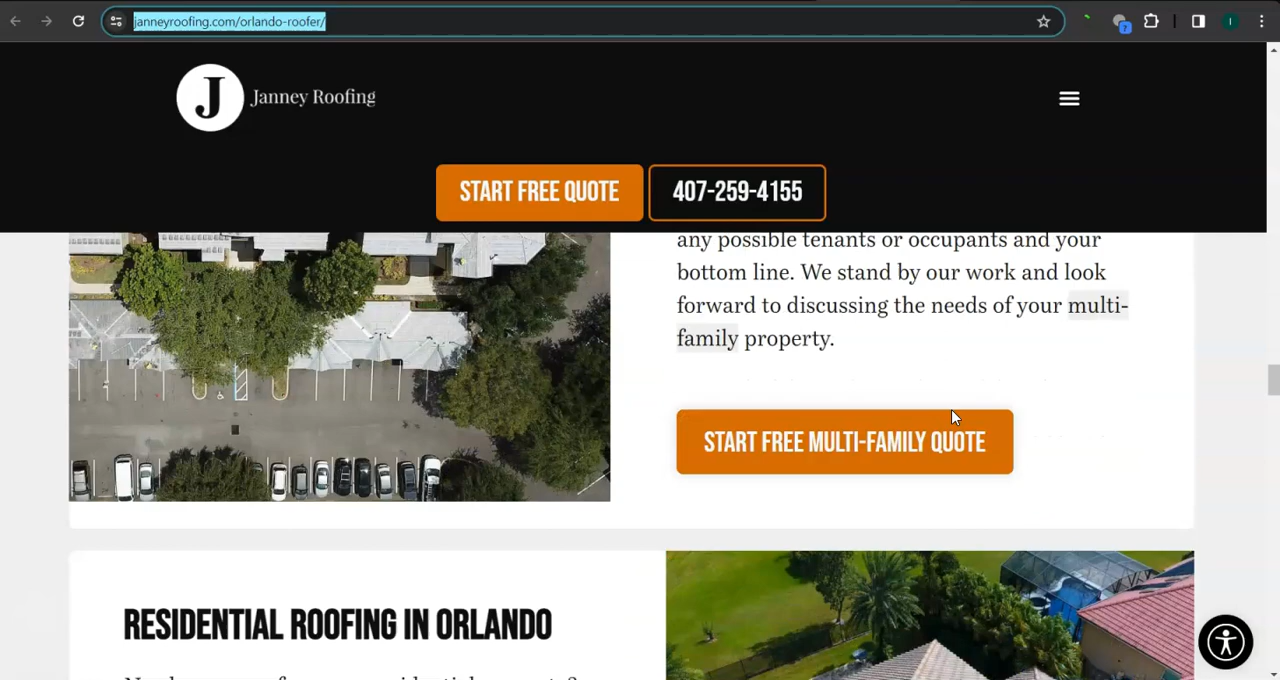 janneyroofing.com/orlando-roofer/
J Janney Roofing
START FREE QUOTE
407-259-4155
any possible tenants or occupants and your
bottom line. We stand by our work and look
forward to discussing the needs of your multi-
family property.
START FREE MULTI-FAMILY QUOTE
RESIDENTIAL ROOFING IN ORLANDO